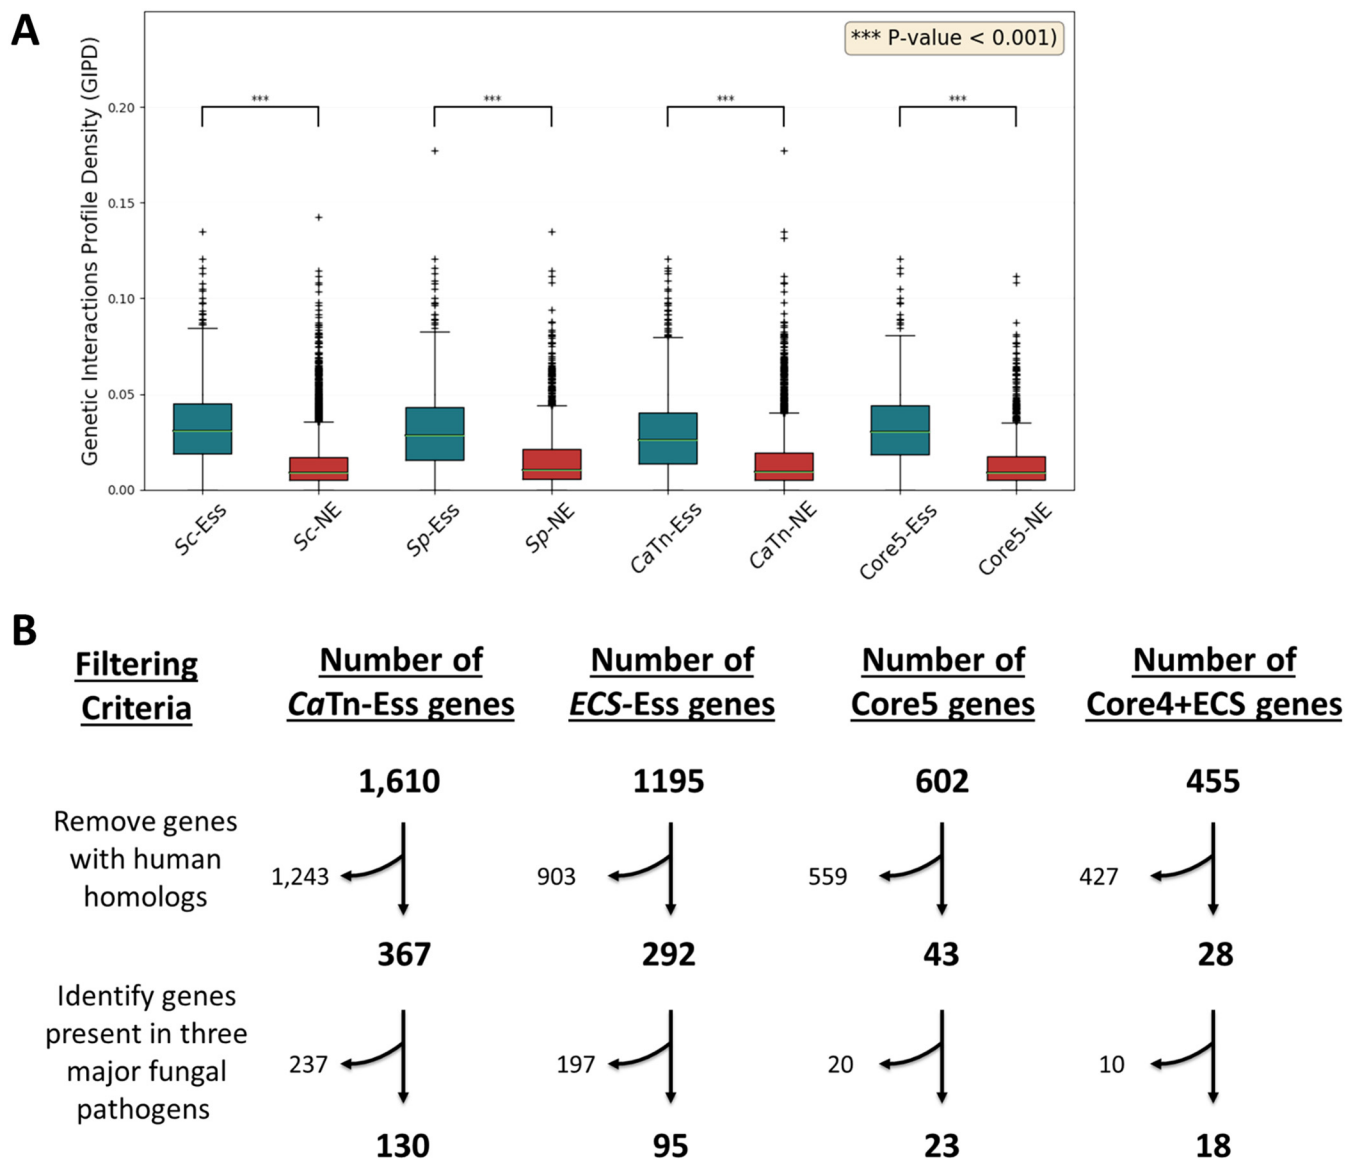 A
*** P-value < 0.001)
Genetic Interactions Profile Density (GIPD)
0.20
0.15
0.10
0.05
0.00
***
***
***
***
Sc-Ess
Sc-NE
Sp-Ess
Sp-NE
CaTn-Ess
CaTn-NE
Core5-Ess
Core5-NE
B
Filtering
Criteria
Number of
CaTn-Ess genes
Number of
ECS-Ess genes
Number of
Core5 genes
Number of
Core4+ECS genes
1,610
1195
602
455
Remove genes
with human
homologs
1,243
903
559
427
367
292
43
28
Identify genes
present in three
major fungal
pathogens
237
197
20
10
130
95
23
18